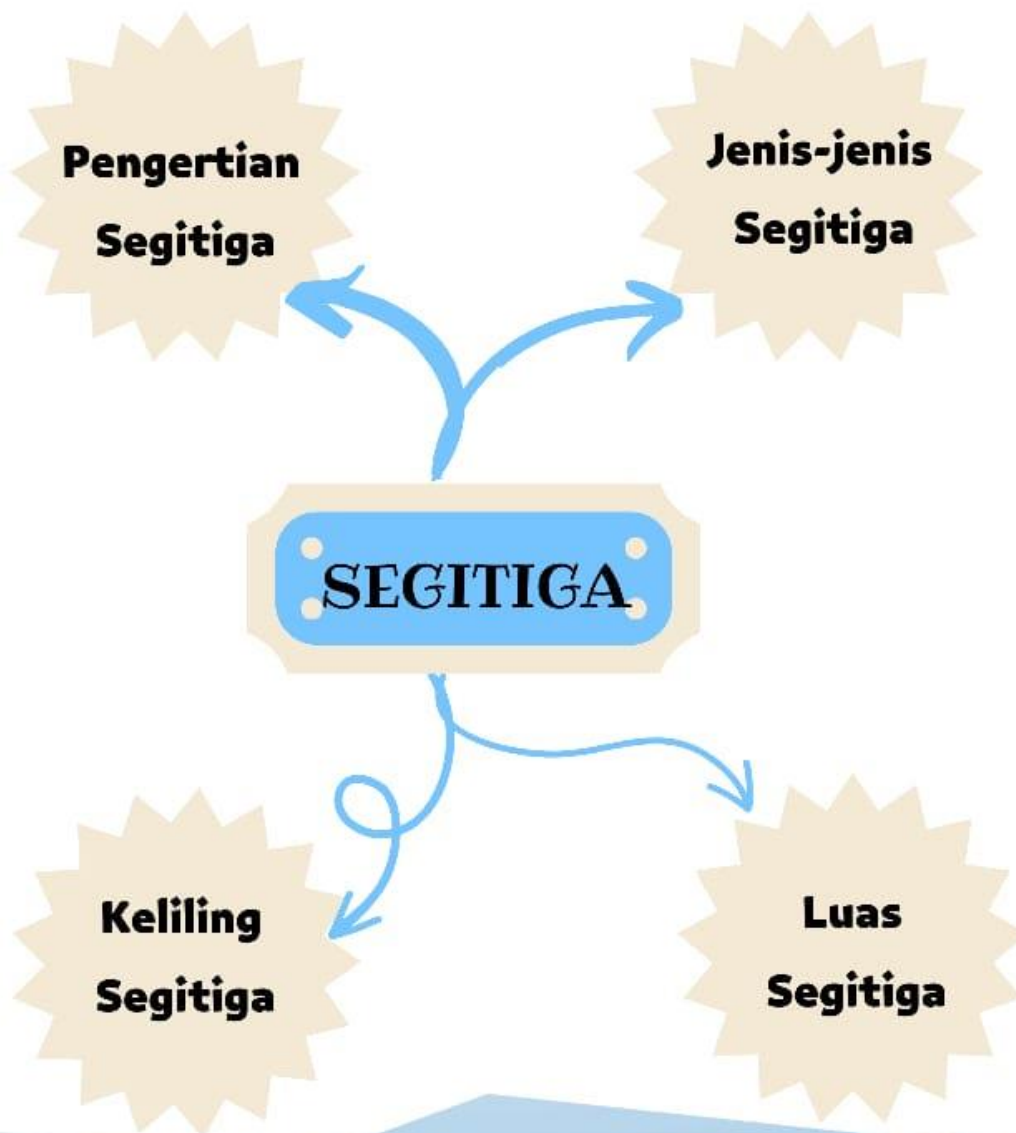 Pengertian
Segitiga
Jenis-jenis
Segitiga
SEGITIGA
Keliling
Segitiga
Luas
Segitiga